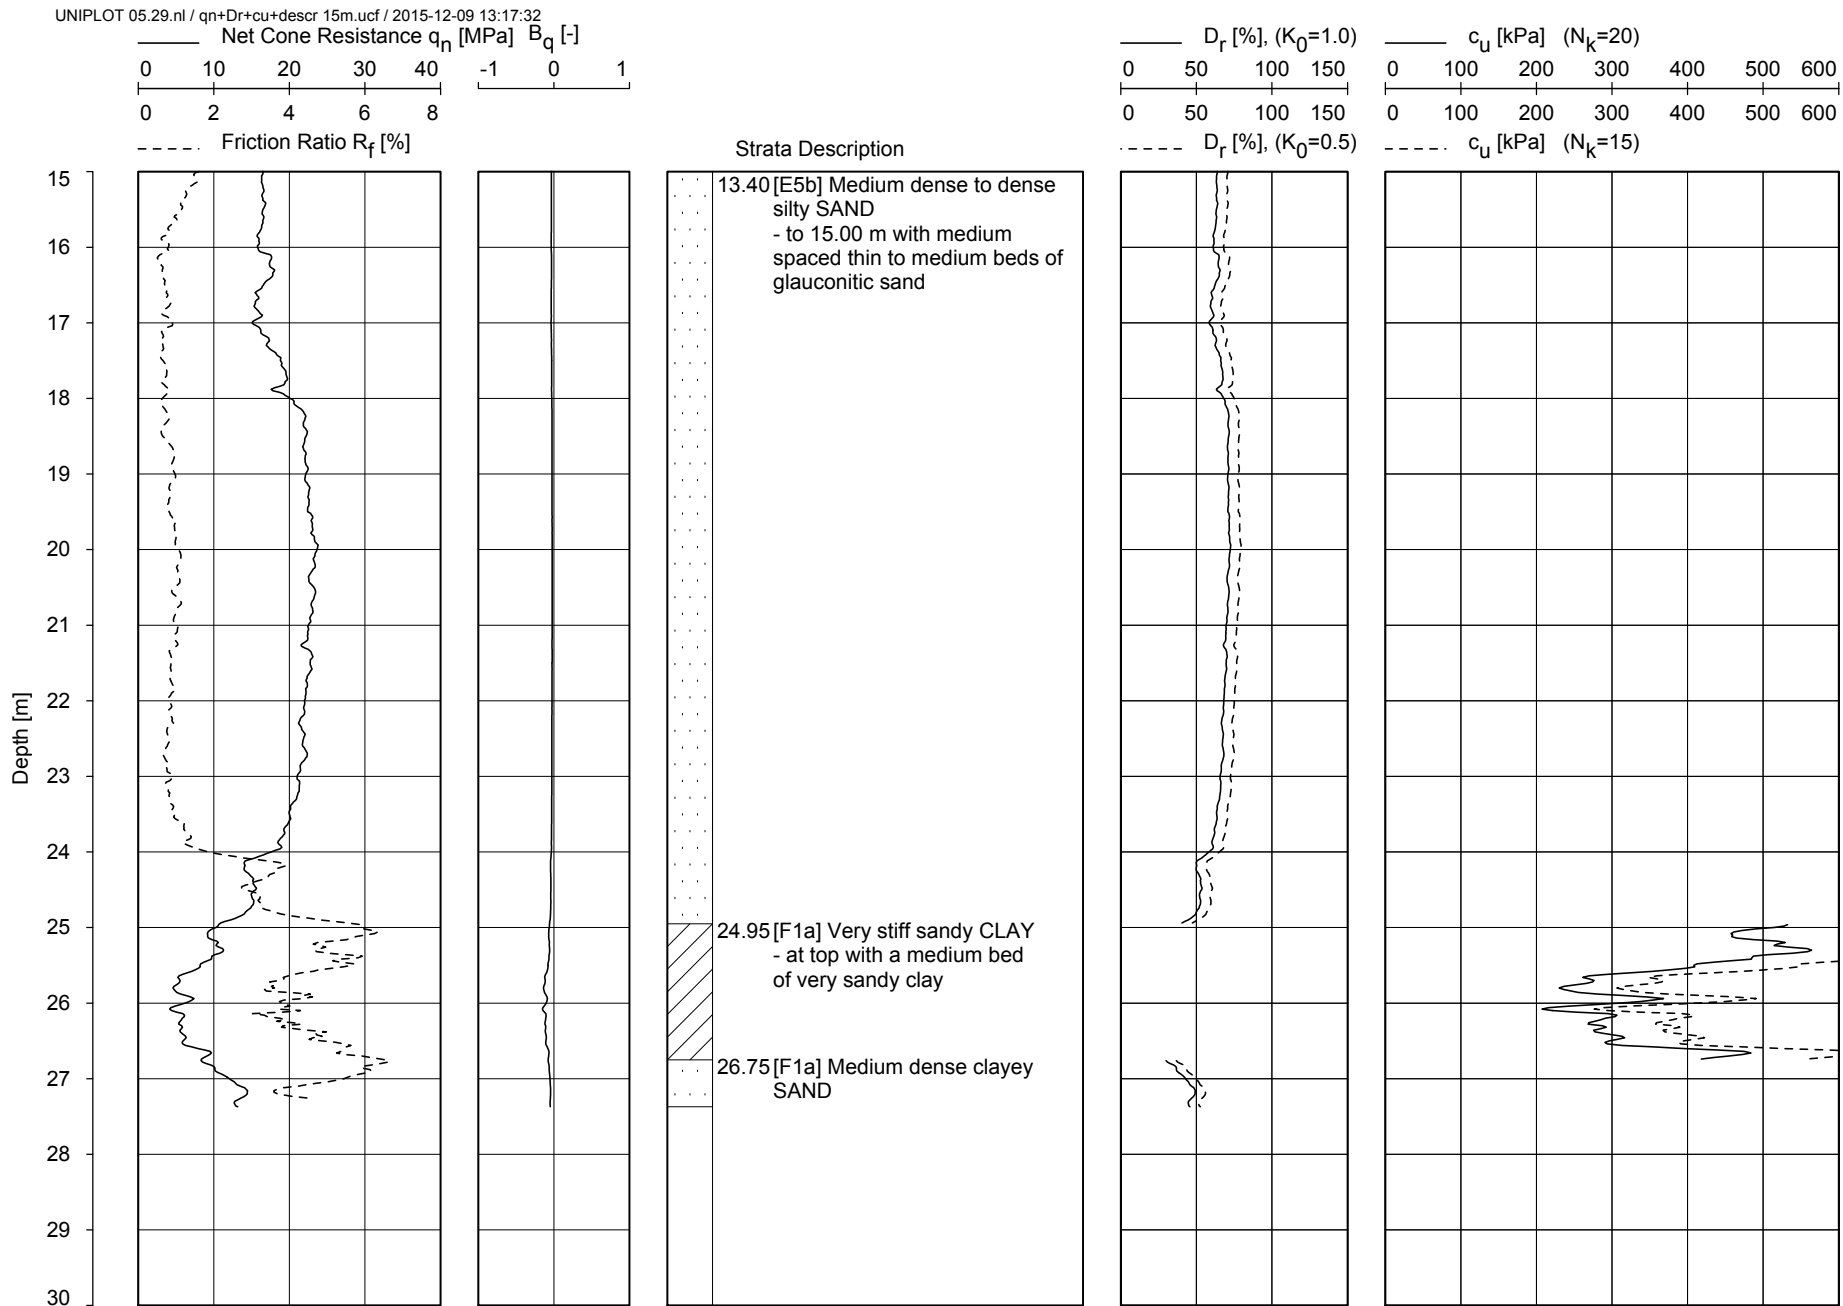 UNIPLOT 05.29.nl / qn+Dr+cu+descr 15m.ucf / 2015-12-09 13:17:32
Net Cone Resistance qn [MPa]
0 10 20 30 40
0 2 4 6 8
Friction Ratio Rf [%]
Bq [-]
-1 0 1
Strata Description
Dr [%], (K0=1.0)
0 50 100 150
0 50 100 150
Dr [%], (K0=0.5)
cu [kPa] (Nk=20)
0 100 200 300 400 500 600
0 100 200 300 400 500 600
cu [kPa] (Nk=15)
Depth [m]
15
16
17
18
19
20
21
22
23
24
25
26
27
28
29
30
13.40 [E5b] Medium dense to dense
silty SAND
- to 15.00 m with medium
spaced thin to medium beds of
glauconitic sand
24.95 [F1a] Very stiff sandy CLAY
- at top with a medium bed
of very sandy clay
26.75 [F1a] Medium dense clayey
SAND